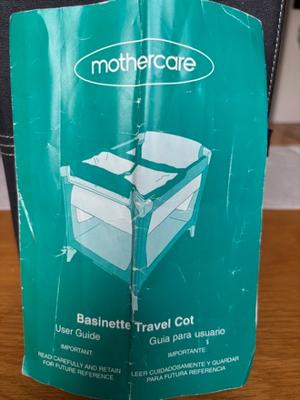 mothercare
Basinette Travel Cot
User Guide
Guia para usuario
IMPORTANT:
READ CAREFULLY AND RETAIN
FOR FUTURE REFERENCE
IMPORTANTE:
LEER CUIDADOSAMENTE Y GUARDAR
PARA FUTURA REFERENCIA